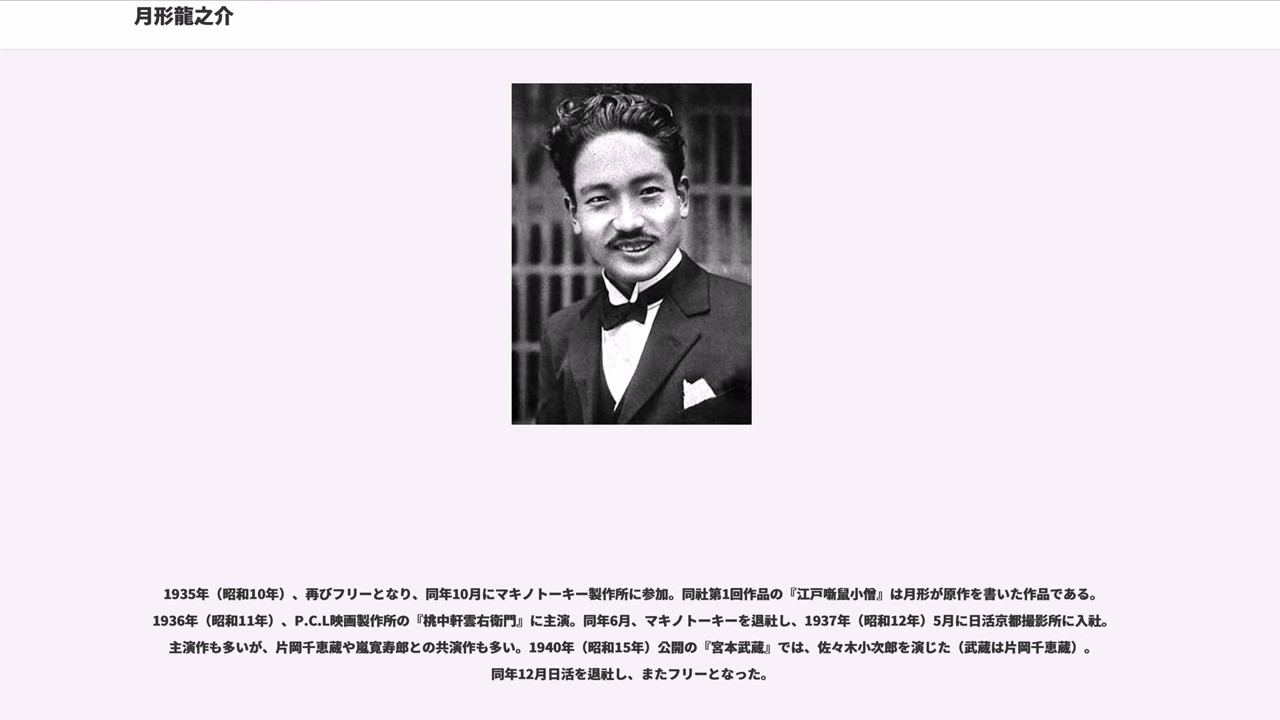 月形龍之介
1935年（昭和10年）、再びフリーとなり、同年10月にマキノトーキー製作所に参加。同社第1回作品の『江戸噺鼠小僧』は月形が原作を書いた作品である。
1936年（昭和11年）、P.C.L映画製作所の『桃中軒雲右衛門』に主演。同年6月、マキノトーキーを退社し、1937年（昭和12年）5月に日活京都撮影所に入社。
主演作も多いが、片岡千恵蔵や嵐寛寿郎との共演作も多い。1940年（昭和15年）公開の『宮本武蔵』では、佐々木小次郎を演じた（武蔵は片岡千恵蔵）。
同年12月日活を退社し、またフリーとなった。